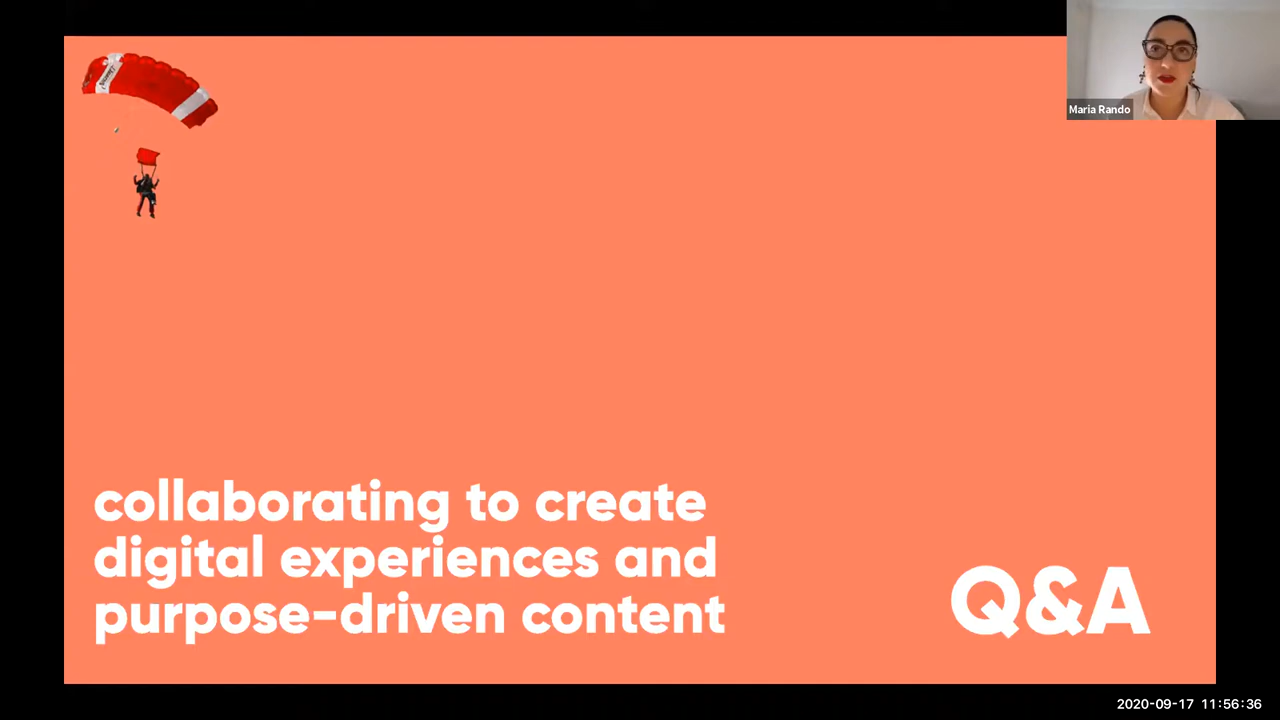 Maria Rando
collaborating to create
digital experiences and
purpose-driven content
Q&A
2020-09-17 11:56:36